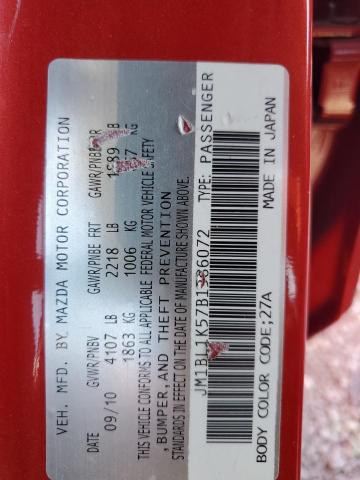 VEH. MFD. BY. MAZDA MOTOR CORPORATION
DATE GVWR/PNBV GAWR/PNBE FRT GAWR/PNBE RR
09/10 4107 LB 2218 LB LB
1863 KG 1006 KG KG
THIS VEHICLE CONFORMS TO ALL APPLICABLE FEDERAL MOTOR VEHICLE SAFETY
,BUMPER,AND THEFT PREVENTION
STANDARDS IN EFFECT ON THE DATE OF MANUFACTURE SHOWN ABOVE.
TYPE: PASSENGER
BODY COLOR CODE;27A MADE IN JAPAN